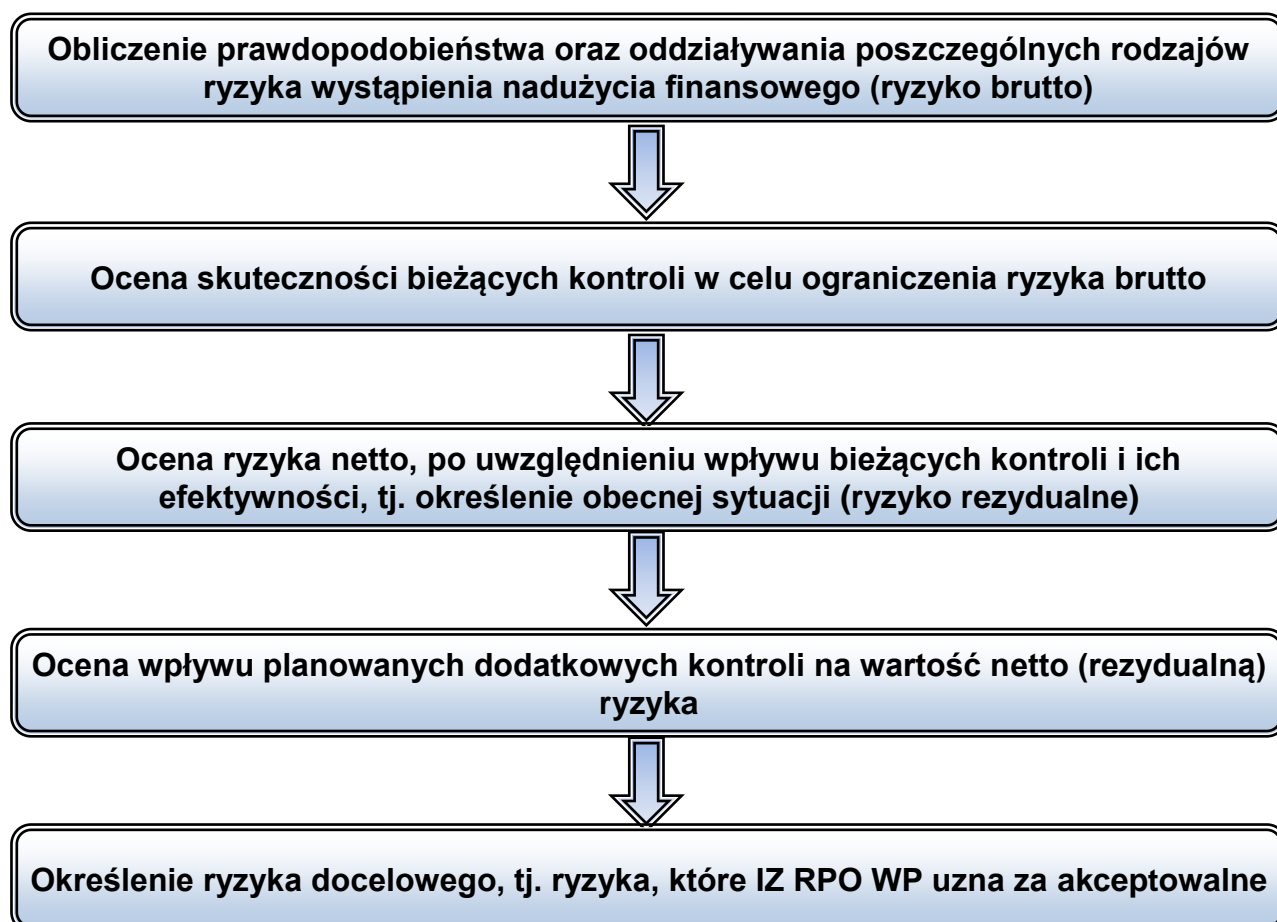 Obliczenie prawdopodobieństwa oraz oddziaływania poszczególnych rodzajów
ryzyka wystąpienia nadużycia finansowego (ryzyko brutto)
Ocena skuteczności bieżących kontroli w celu ograniczenia ryzyka brutto
Ocena ryzyka netto, po uwzględnieniu wpływu bieżących kontroli i ich
efektywności, tj. określenie obecnej sytuacji (ryzyko rezydualne)
Ocena wpływu planowanych dodatkowych kontroli na wartość netto (rezydualną)
ryzyka
Określenie ryzyka docelowego, tj. ryzyka, które IZ RPO WP uzna za akceptowalne